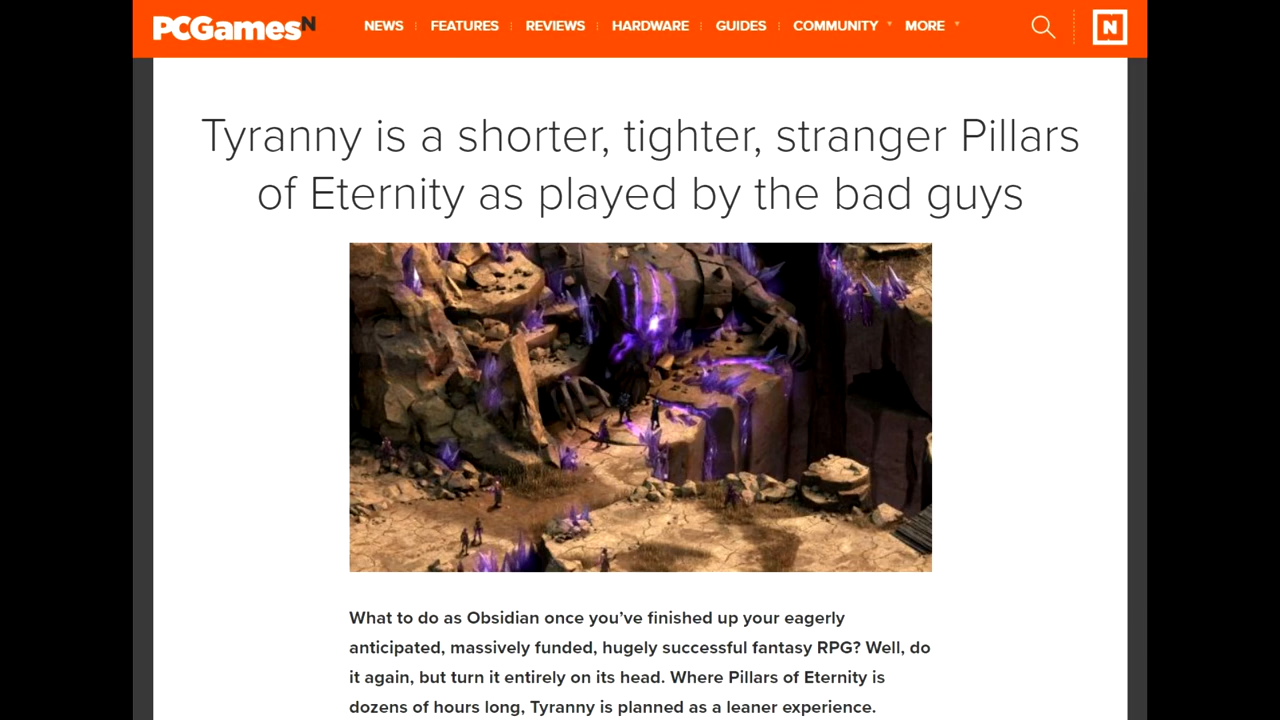 PCGamesN
NEWS FEATURES REVIEWS HARDWARE GUIDES COMMUNITY MORE
N
Tyranny is a shorter, tighter, stranger Pillars
of Eternity as played by the bad guys
What to do as Obsidian once you’ve finished up your eagerly
anticipated, massively funded, hugely successful fantasy RPG? Well, do
it again, but turn it entirely on its head. Where Pillars of Eternity is
dozens of hours long, Tyranny is planned as a leaner experience.